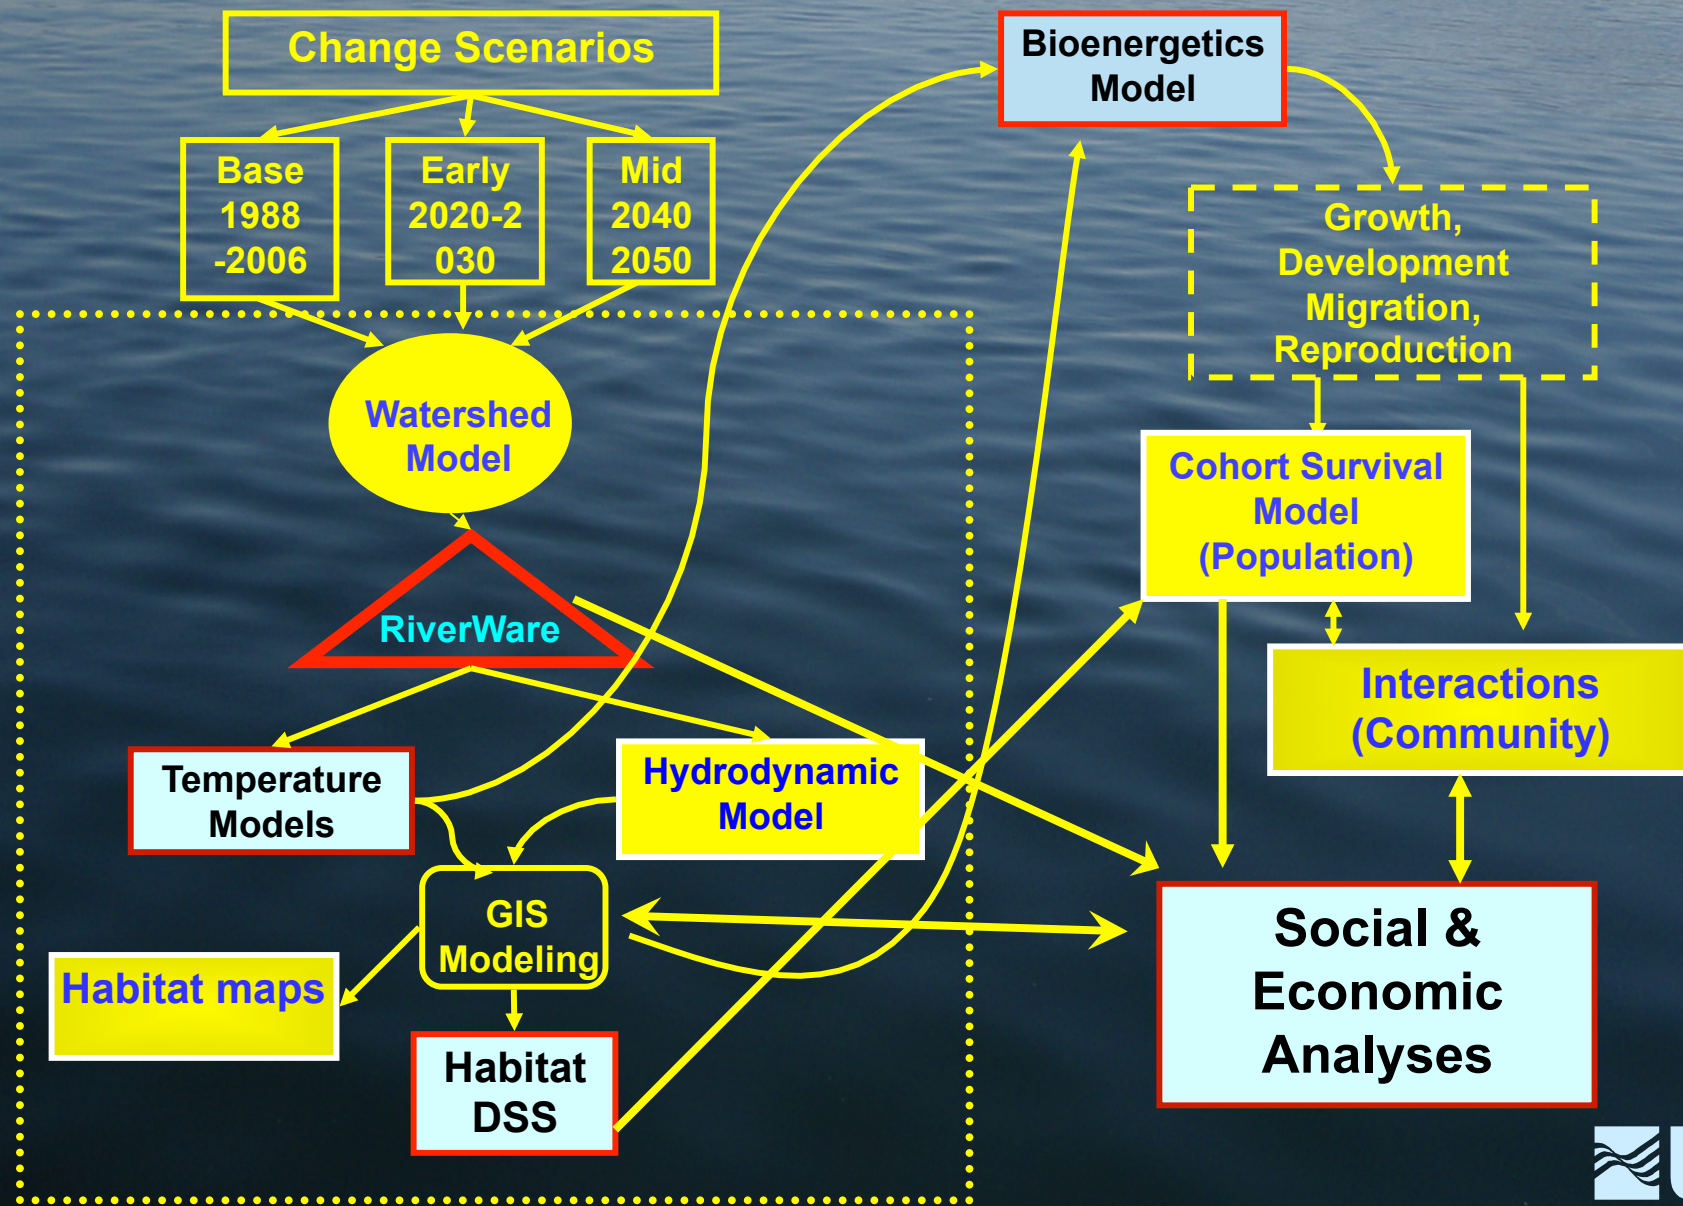 Change Scenarios
Base
1988
-2006
Early
2020-2
030
Mid
2040
2050
Bioenergetics
Model
Growth,
Development
Migration,
Reproduction
Watershed
Model
RiverWare
Cohort Survival
Model
(Population)
Interactions
(Community)
Temperature
Models
Hydrodynamic
Model
GIS
Modeling
Habitat maps
Habitat
DSS
Social &
Economic
Analyses